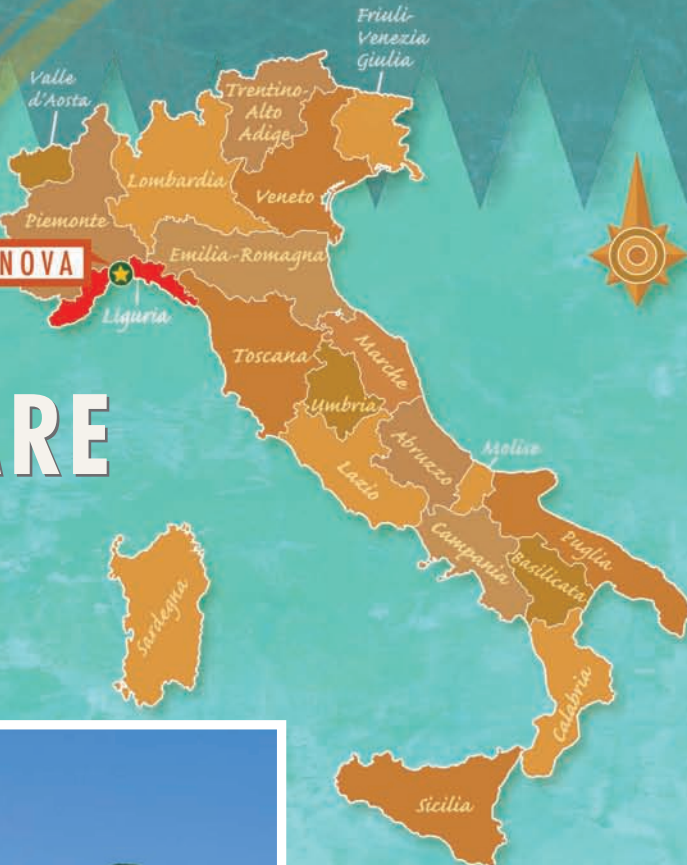 Friuli-
Venezia
Giulia
Valle
d'Aosta
Trentino-
Alto
Adige
Lombardia
Veneto
Piemonte
NOVA
Emilia-Romagna
Liguria
Toscana
Marche
Umbria
ARE
Abruzzo
Molise
Lazio
Campania
Puglia
Basilicata
Sardegna
Calabria
Sicilia